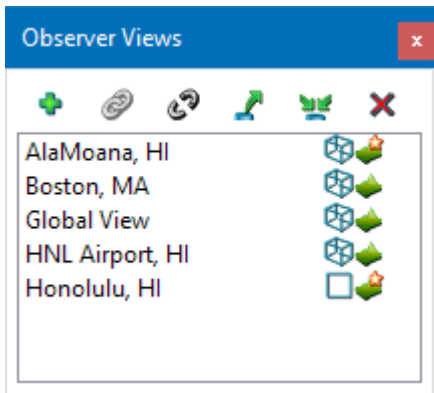 Observer Views
x
AlaMoana, HI
Boston, MA
Global View
HNL Airport, HI
Honolulu, HI